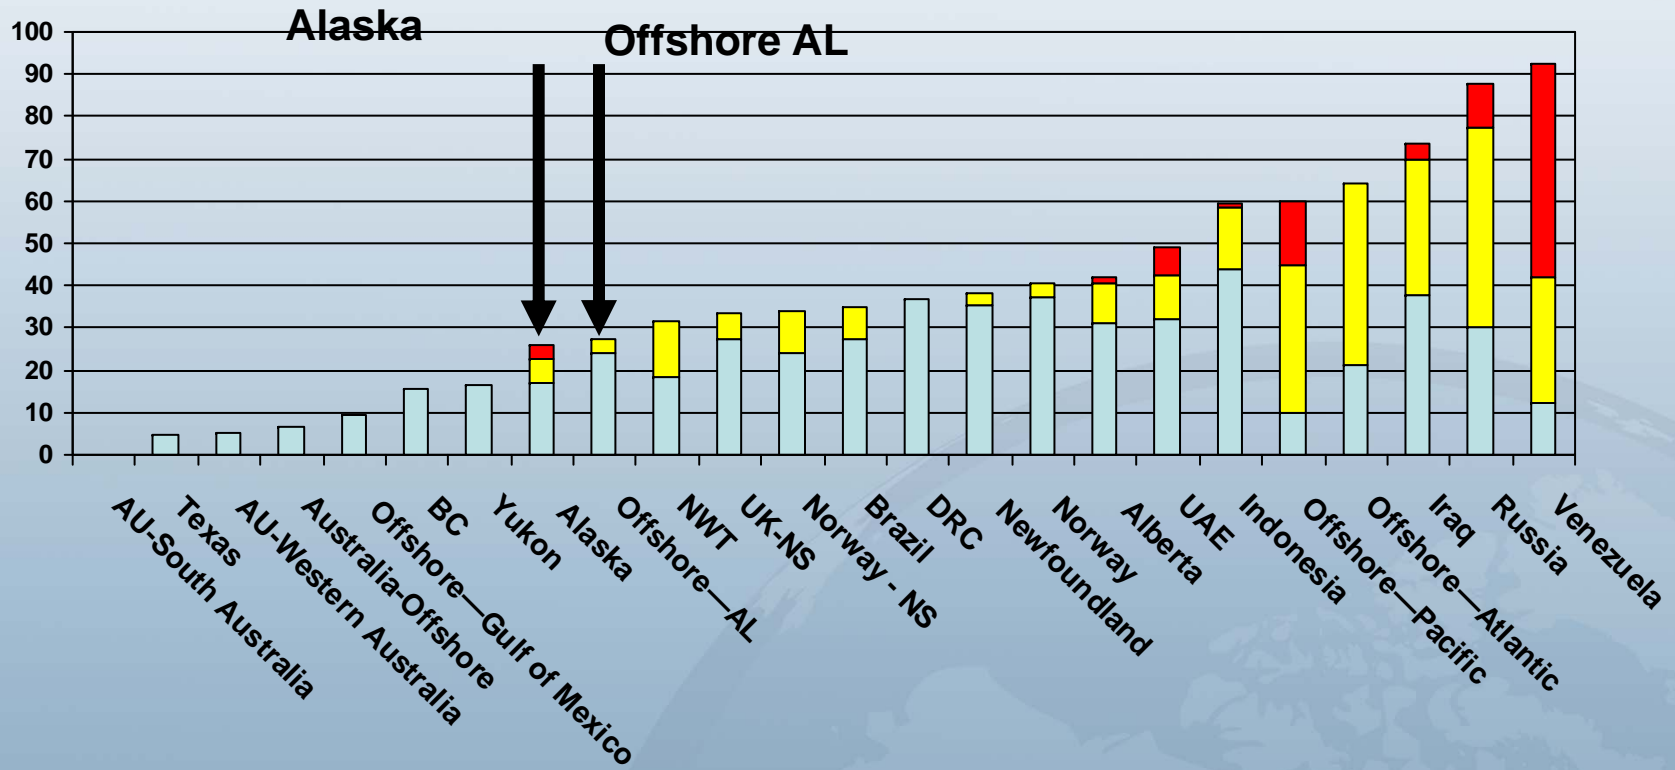 Alaska
Offshore AL
100
90
80
70
60
50
40
30
20
10
0
AU-South Australia
Texas
AU-Western Australia
Australia-Offshore
Offshore—Gulf of Mexico
BC
Yukon
Alaska
Offshore—AL
NWT
UK-NS
Norway - NS
Brazil
DRC
Newfoundland
Norway
Alberta
UAE
Indonesia
Offshore—Pacific
Offshore—Atlantic
Iraq
Russia
Venezuela